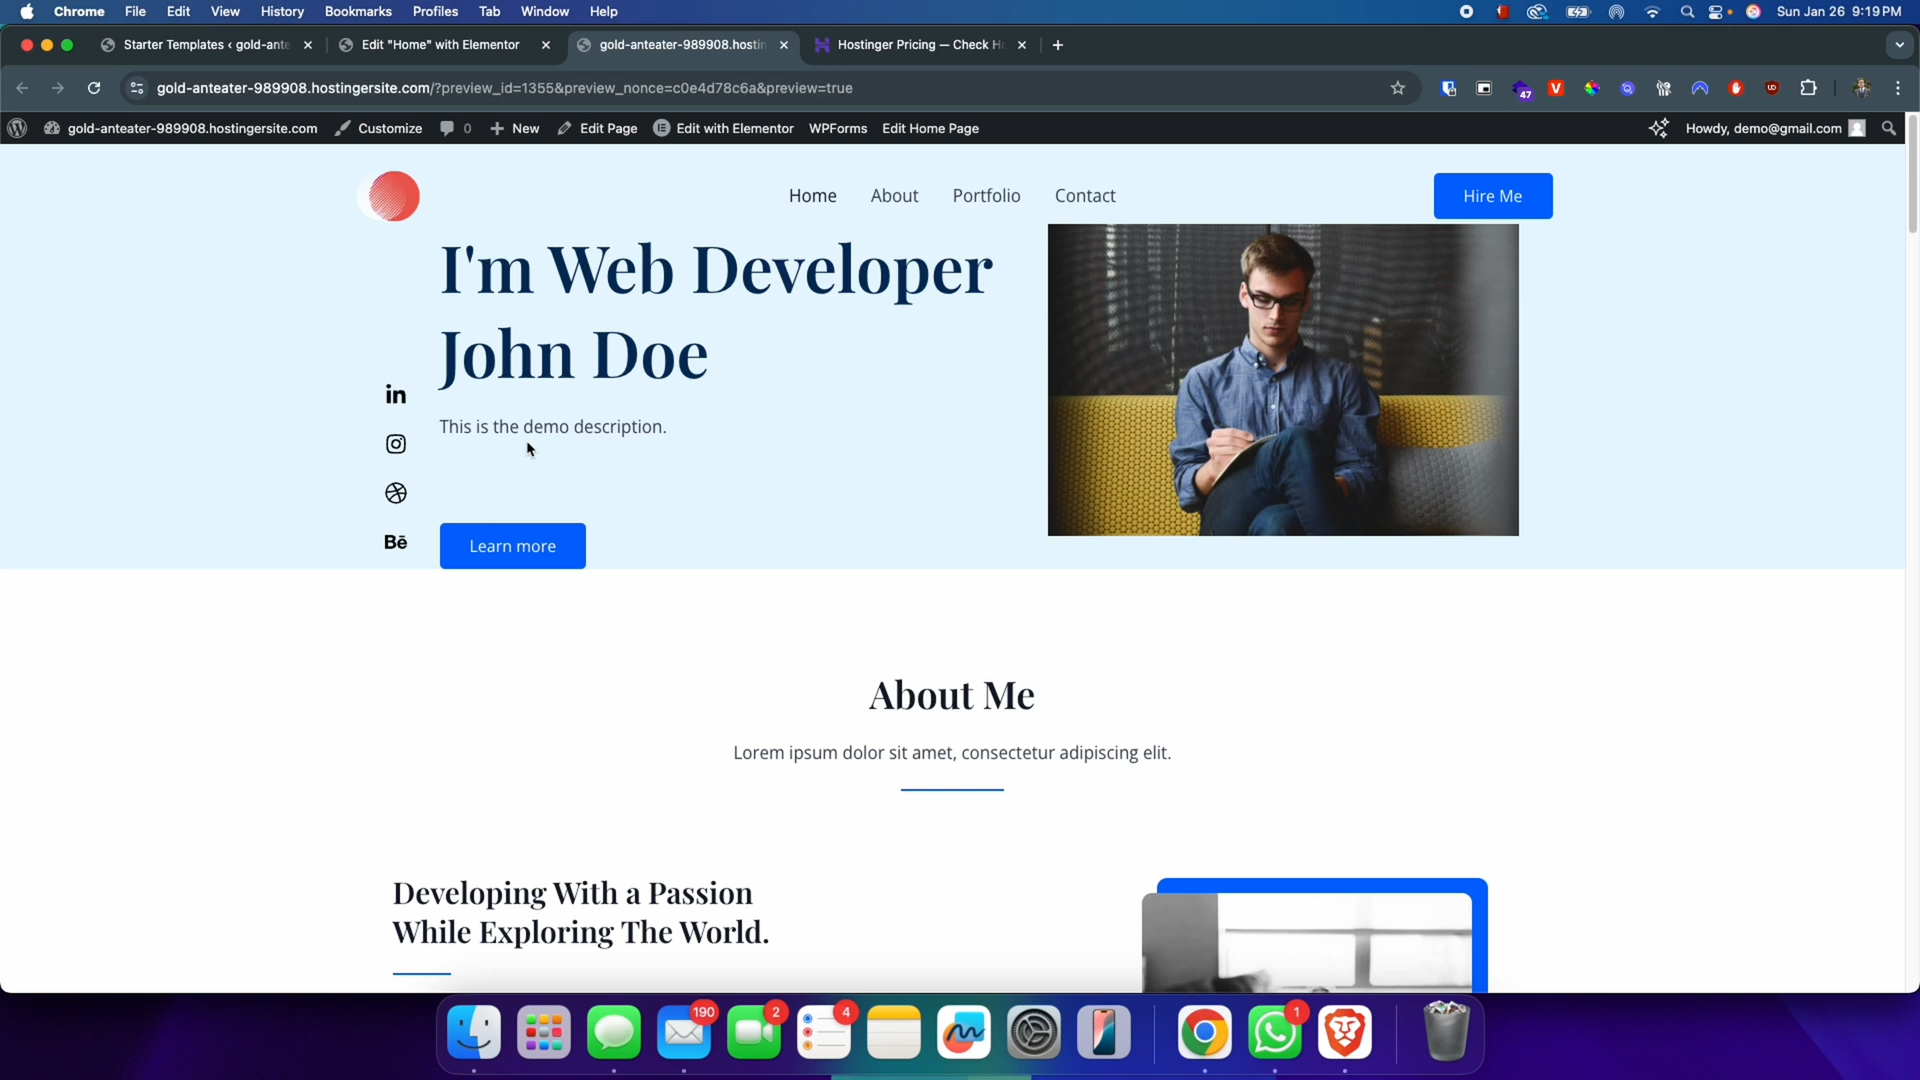 Chrome File Edit View History Bookmarks Profiles Tab Window Help Sun Jan 26 9:19 PM
Starter Templates ‹ gold-ante
Edit "Home" with Elementor
gold-anteater-989908.hostin
Hostinger Pricing — Check H
gold-anteater-989908.hostingersite.com/?preview_id=1355&preview_nonce=c0e4d78c6a&preview=true
47
gold-anteater-989908.hostingersite.com Customize 0 New Edit Page Edit with Elementor WPForms Edit Home Page Howdy, demo@gmail.com
Home About Portfolio Contact Hire Me
I'm Web Developer
John Doe
in
This is the demo description.
Bē
Learn more
About Me
Lorem ipsum dolor sit amet, consectetur adipiscing elit.
Developing With a Passion
While Exploring The World.
190 2 4 1